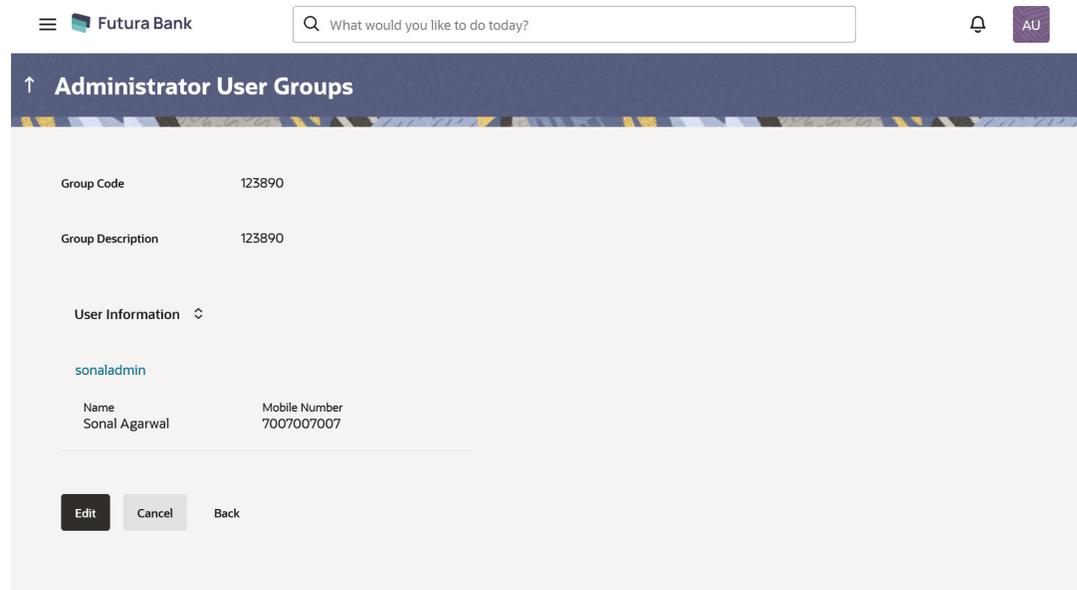 Futura Bank
What would you like to do today?
AU
Administrator User Groups
Group Code 123890
Group Description 123890
User Information
sonaladmin
Name Mobile Number
Sonal Agarwal 7007007007
Edit Cancel Back